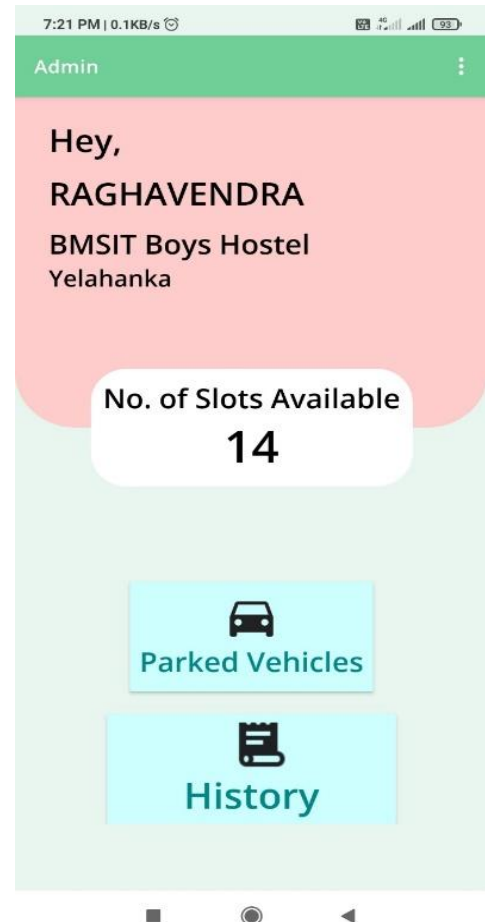 7:21 PM | 0.1KB/s
4G
93
Admin
Hey,
RAGHAVENDRA
BMSIT Boys Hostel
Yelahanka
No. of Slots Available
14
Parked Vehicles
History